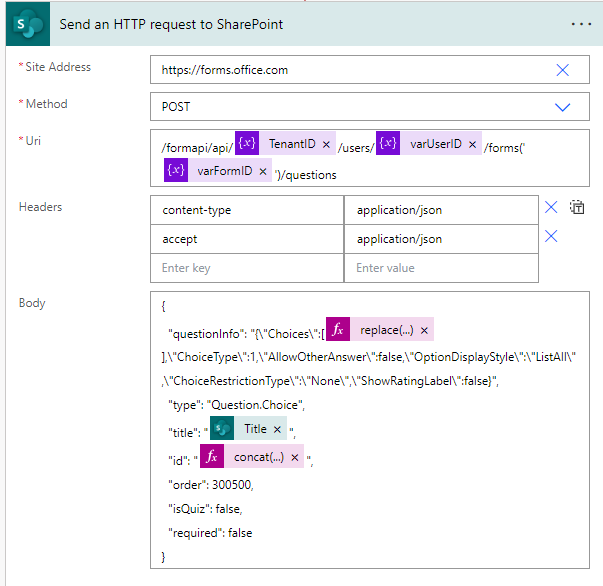 Send an HTTP request to SharePoint
* Site Address
https://forms.office.com
* Method
POST
* Uri
/formapi/api/ {x} TenantID × /users/ {x} varUserID × /forms('
{x} varFormID × ')/questions
Headers
content-type application/json
accept application/json
Enter key Enter value
Body
{
"questionInfo": "{\"Choices\":[ fx replace(...) ×
],\"ChoiceType\":1,\"AllowOtherAnswer\":false,\"OptionDisplayStyle\":\"ListAll\"
,\"ChoiceRestrictionType\":\"None\",\"ShowRatingLabel\":false}",
"type": "Question.Choice",
"title": " S Title × ",
"id": " fx concat(...) × ",
"order": 300500,
"isQuiz": false,
"required": false
}